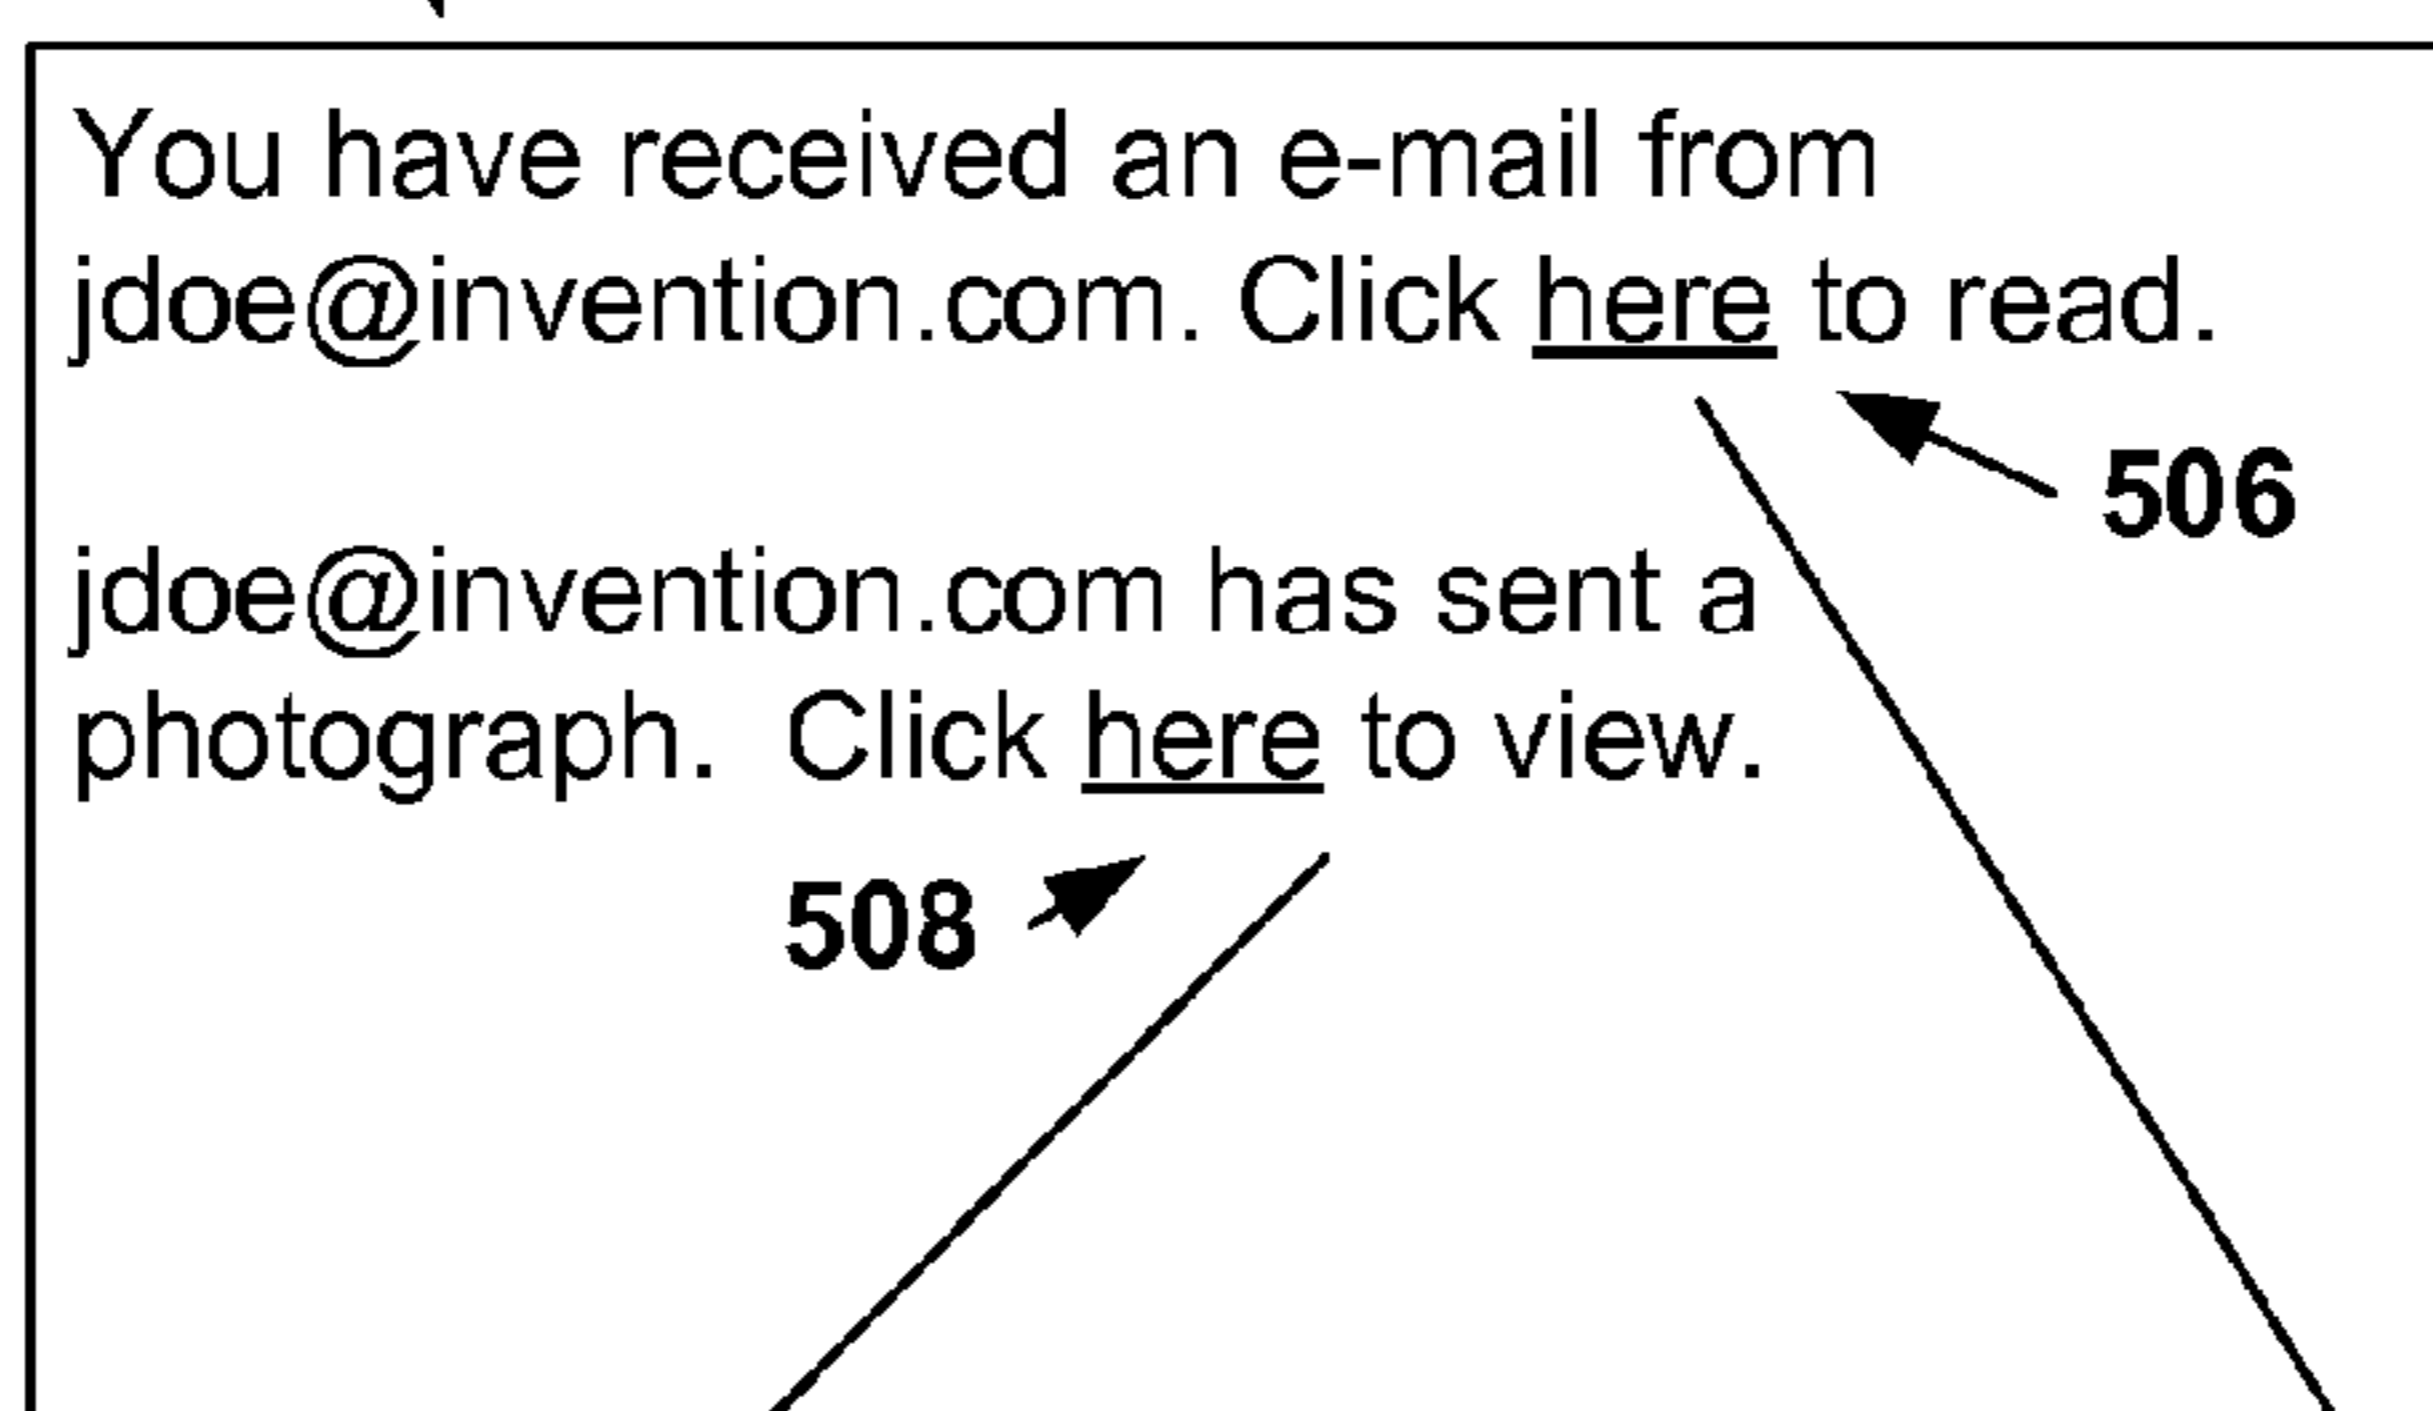 You have received an e-mail from
jdoe@invention.com. Click here to read.
506
jdoe@invention.com has sent a
photograph.  Click here to view.
508